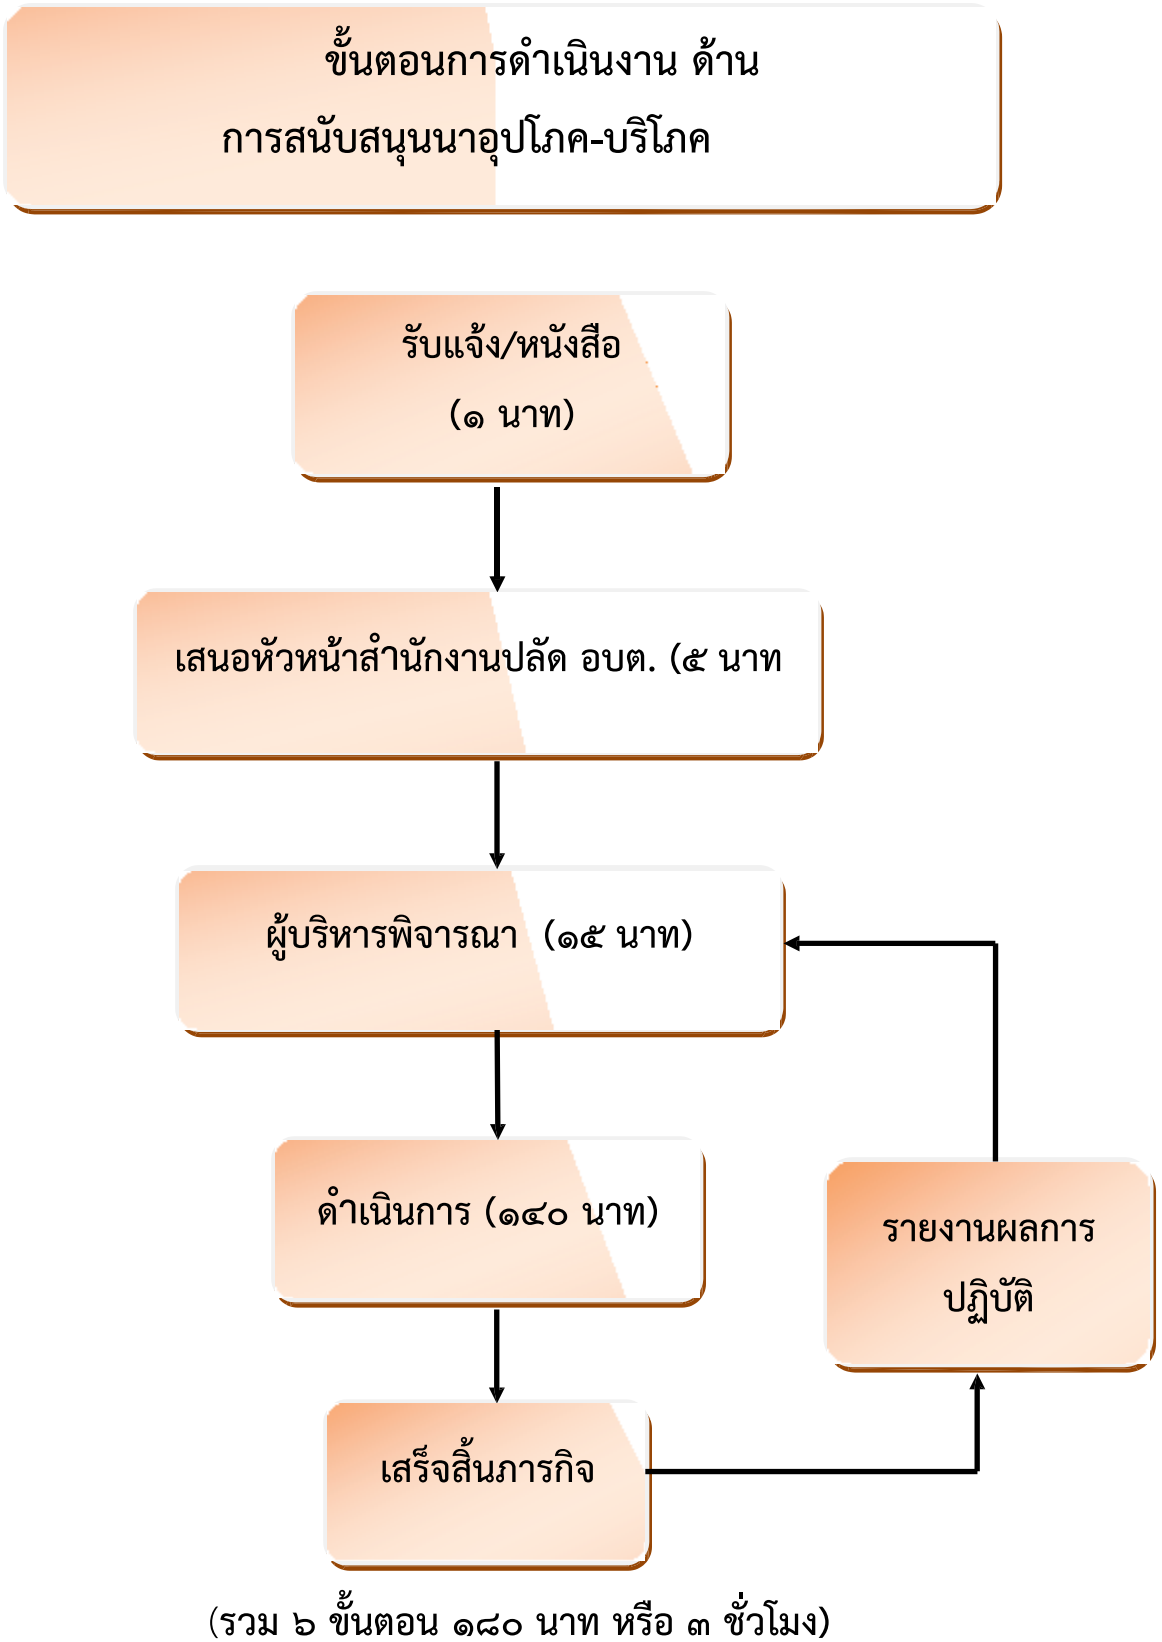 ขั้นตอนการดำเนินงาน ด้าน
การสนับสนุนนาอุปโภค-บริโภค
รับแจ้ง/หนังสือ
(๑ นาท)
เสนอหัวหน้าสำนักงานปลัด อบต. (๕ นาท
ผู้บริหารพิจารณา (๑๕ นาท)
ดำเนินการ (๑๔๐ นาท)
รายงานผลการ
ปฏิบัติ
เสร็จสิ้นภารกิจ
(รวม ๖ ขั้นตอน ๑๘๐ นาท หรือ ๓ ชั่วโมง)